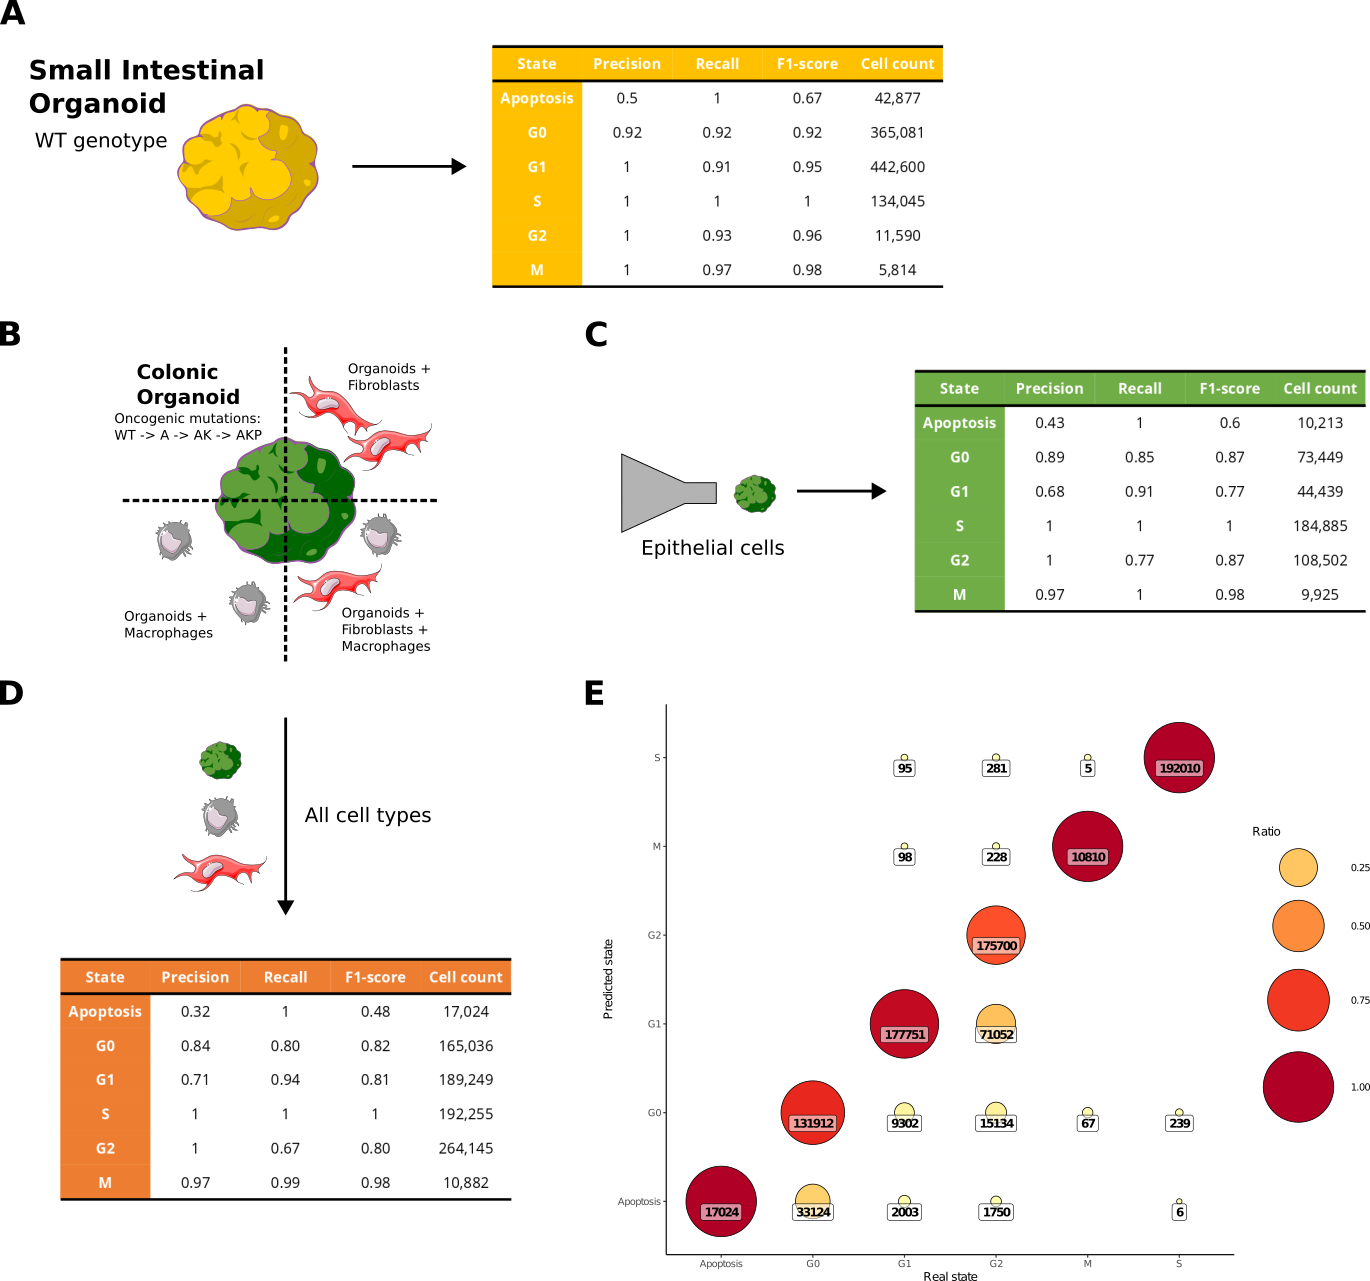 A
Small Intestinal
Organoid
WT genotype
State Precision Recall F1-score Cell count
Apoptosis 0.5 1 0.67 42,877
G0 0.92 0.92 0.92 365,081
G1 1 0.91 0.95 442,600
S 1 1 1 134,045
G2 1 0.93 0.96 11,590
M 1 0.97 0.98 5,814
B
Colonic
Organoid
Oncogenic mutations:
WT -> A -> AK -> AKP
Organoids +
Fibroblasts
Organoids +
Macrophages
Organoids +
Fibroblasts +
Macrophages
C
Epithelial cells
State Precision Recall F1-score Cell count
Apoptosis 0.43 1 0.6 10,213
G0 0.89 0.85 0.87 73,449
G1 0.68 0.91 0.77 44,439
S 1 1 1 184,885
G2 1 0.77 0.87 108,502
M 0.97 1 0.98 9,925
D
All cell types
State Precision Recall F1-score Cell count
Apoptosis 0.32 1 0.48 17,024
G0 0.84 0.80 0.82 165,036
G1 0.71 0.94 0.81 189,249
S 1 1 1 192,255
G2 1 0.67 0.80 264,145
M 0.97 0.99 0.98 10,882
E
Predicted state
S 95 281 5 192010
M 98 228 10810
G2 175700
G1 177751 71052
G0 131912 9302 15134 67 239
Apoptosis 17024 33124 2003 1750 6
Apoptosis G0 G1 G2 M S
Real state
Ratio
0.25
0.50
0.75
1.00